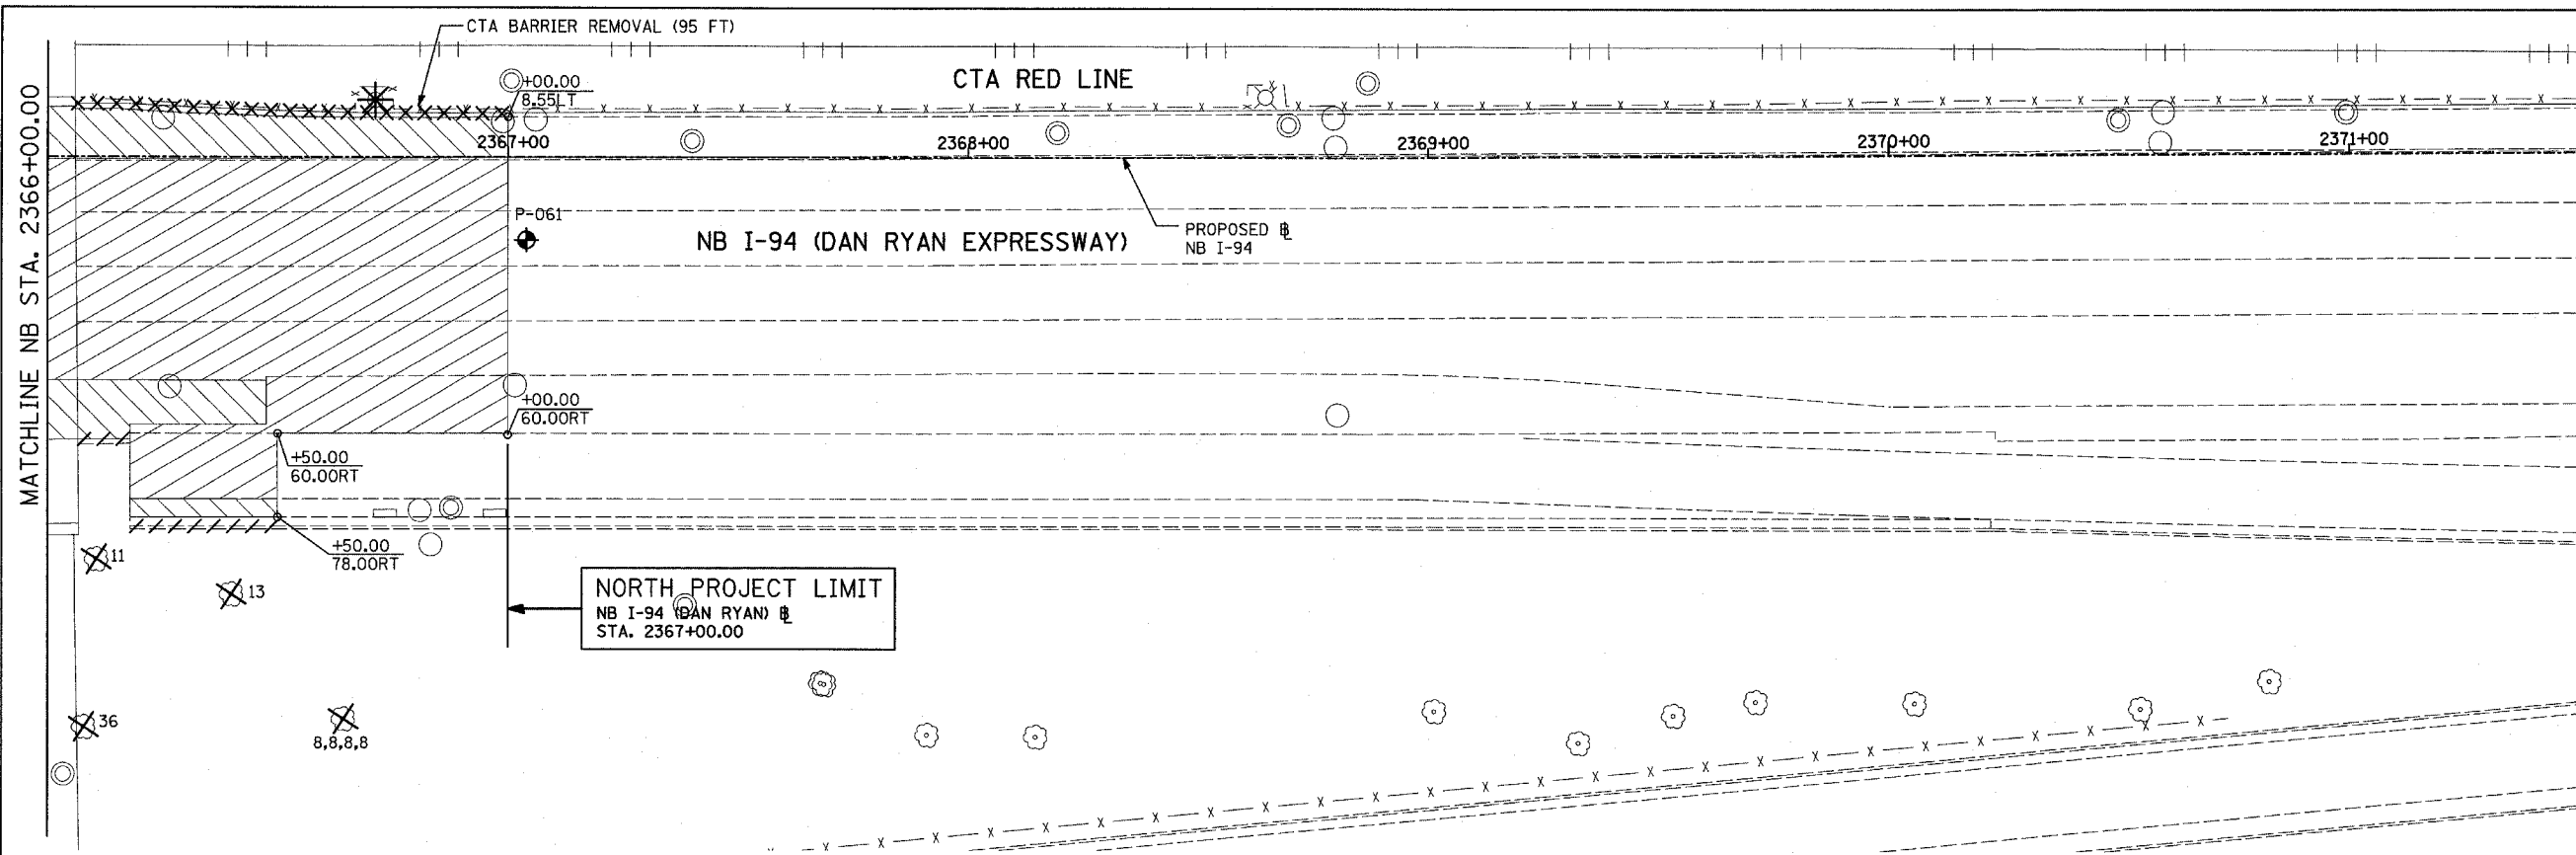 CTA BARRIER REMOVAL (95 FT)
CTA RED LINE
+00.00
8.55LT
MATCHLINE NB STA. 2366+00.00
2367+00
2368+00
2369+00
2370+00
2371+00
P-061
NB I-94 (DAN RYAN EXPRESSWAY)
PROPOSED ℄
NB I-94
+00.00
60.00RT
+50.00
60.00RT
+50.00
78.00RT
11
13
NORTH PROJECT LIMIT
NB I-94 (DAN RYAN) ℄
STA. 2367+00.00
36
8,8,8,8